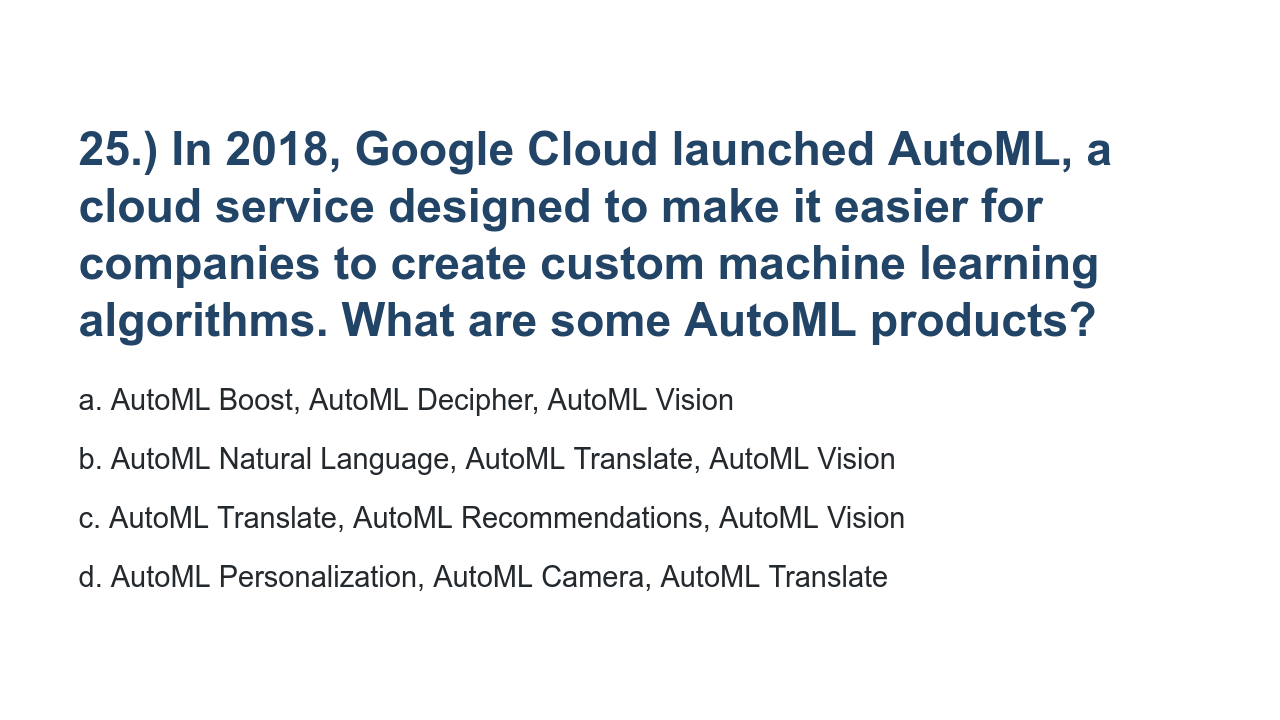 25.) In 2018, Google Cloud launched AutoML, a
cloud service designed to make it easier for
companies to create custom machine learning
algorithms. What are some AutoML products?
a. AutoML Boost, AutoML Decipher, AutoML Vision
b. AutoML Natural Language, AutoML Translate, AutoML Vision
c. AutoML Translate, AutoML Recommendations, AutoML Vision
d. AutoML Personalization, AutoML Camera, AutoML Translate